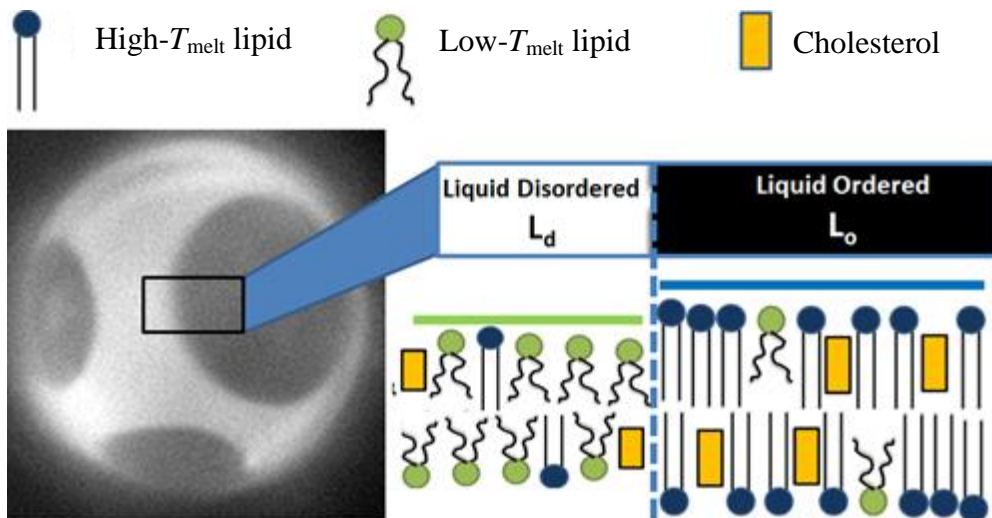 High-Tmelt lipid
Low-Tmelt lipid
Cholesterol
Liquid Disordered
Ld
Liquid Ordered
Lo